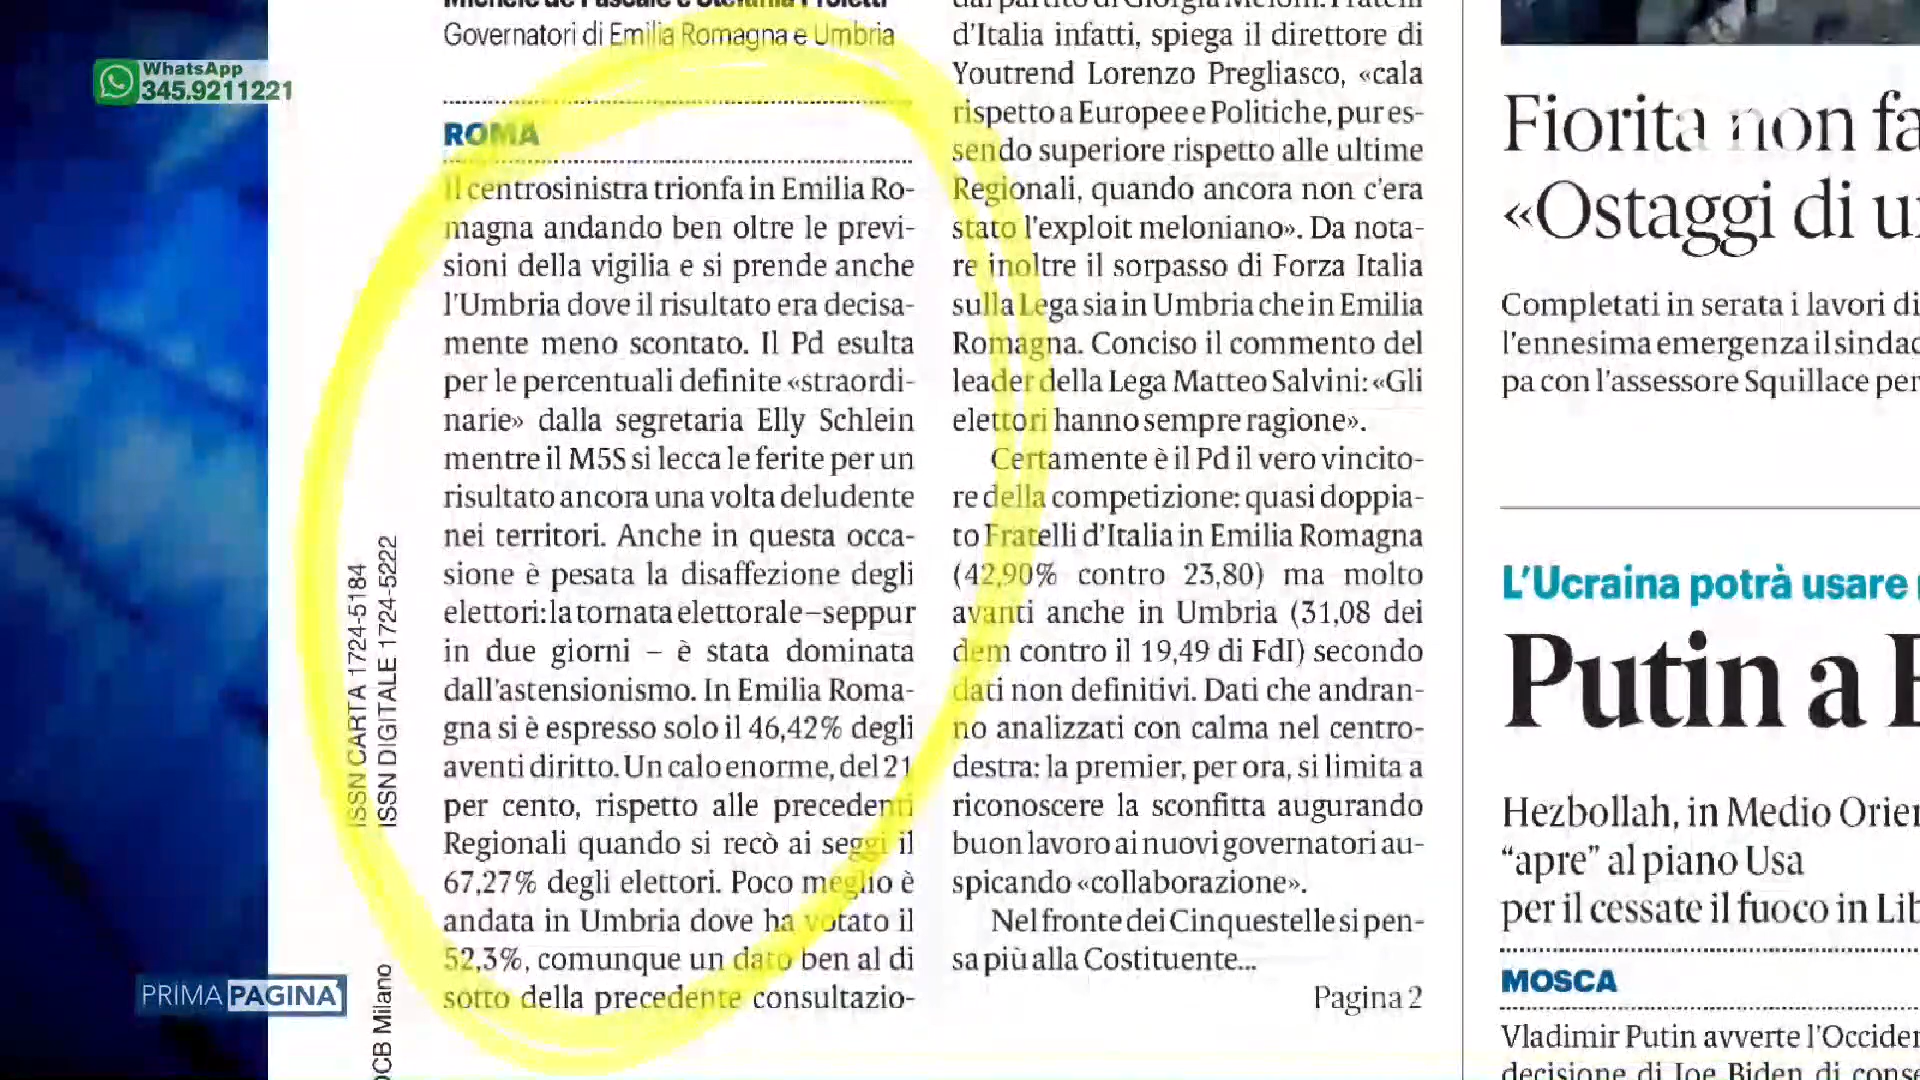 WhatsApp
345.9211221
Governatori di Emilia Romagna e Umbria
ROMA
Il centrosinistra trionfa in Emilia Ro-
magna andando ben oltre le previ-
sioni della vigilia e si prende anche
l'Umbria dove il risultato era decisa-
mente meno scontato. Il Pd esulta
per le percentuali definite «straordi-
narie» dalla segretaria Elly Schlein
mentre il M5S si lecca le ferite per un
risultato ancora una volta deludente
nei territori. Anche in questa occa-
sione è pesata la disaffezione degli
elettori: la tornata elettorale – seppur
in due giorni – è stata dominata
dall'astensionismo. In Emilia Roma-
gna si è espresso solo il 46,42% degli
aventi diritto. Un calo enorme, del 21
per cento, rispetto alle precedenti
Regionali quando si recò ai seggi il
67,27% degli elettori. Poco meglio è
andata in Umbria dove ha votato il
52,3%, comunque un dato ben al di
sotto della precedente consultazio-
dal partito di Giorgia Meloni. Fratelli
d'Italia infatti, spiega il direttore di
Youtrend Lorenzo Pregliasco, «cala
rispetto a Europee e Politiche, pur es-
sendo superiore rispetto alle ultime
Regionali, quando ancora non c'era
stato l'exploit meloniano». Da nota-
re inoltre il sorpasso di Forza Italia
sulla Lega sia in Umbria che in Emilia
Romagna. Conciso il commento del
leader della Lega Matteo Salvini: «Gli
elettori hanno sempre ragione».
Certamente è il Pd il vero vincito-
re della competizione: quasi doppia-
to Fratelli d'Italia in Emilia Romagna
(42,90% contro 23,80) ma molto
avanti anche in Umbria (31,08 dei
dem contro il 19,49 di FdI) secondo
dati non definitivi. Dati che andran-
no analizzati con calma nel centro-
destra: la premier, per ora, si limita a
riconoscere la sconfitta augurando
buon lavoro ai nuovi governatori au-
spicando «collaborazione».
Nel fronte dei Cinquestelle si pen-
sa più alla Costituente...
Pagina 2
Fiorita non fa
«Ostaggi di u
Completati in serata i lavori di
l'ennesima emergenza il sindac
pa con l'assessore Squillace per
L'Ucraina potrà usare
Putin a
Hezbollah, in Medio Orien
“apre” al piano Usa
per il cessate il fuoco in Lib
MOSCA
Vladimir Putin avverte l'Occiden
decisione di Joe Biden di conse
ISSN CARTA 1724-5184
ISSN DIGITALE 1724-5222
DCB Milano
PRIMA PAGINA